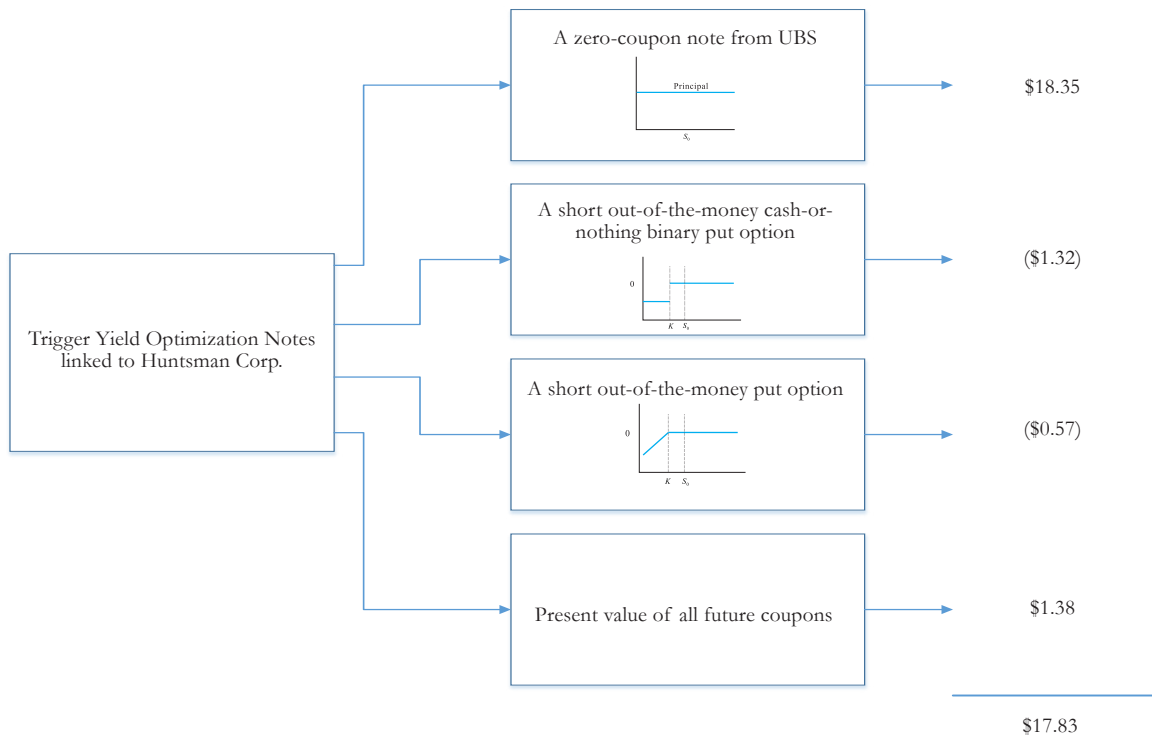 A zero-coupon note from UBS
Principal
S₀
$18.35
A short out-of-the-money cash-or-
nothing binary put option
0
K S₀
($1.32)
Trigger Yield Optimization Notes
linked to Huntsman Corp.
A short out-of-the-money put option
0
K S₀
($0.57)
Present value of all future coupons
$1.38
$17.83